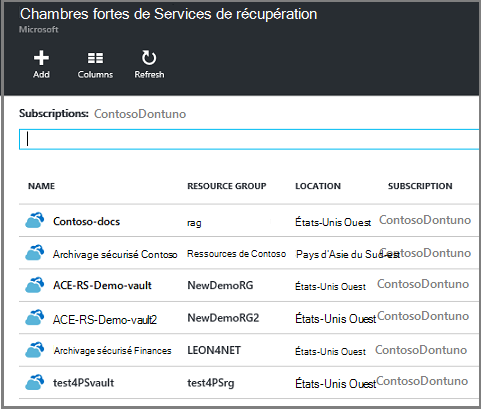 Chambres fortes de Services de récupération
Microsoft
Add Columns Refresh
Subscriptions: ContosoDontuno
NAME RESOURCE GROUP LOCATION SUBSCRIPTION
Contoso-docs rag États-Unis Ouest ContosoDontuno
Archivage sécurisé Contoso Ressources de Contoso Pays d'Asie du Sud-est ContosoDontuno
ACE-RS-Demo-vault NewDemoRG États-Unis Ouest ContosoDontuno
ACE-RS-Demo-vault2 NewDemoRG2 États-Unis Ouest ContosoDontuno
Archivage sécurisé Finances LEON4NET États-Unis Ouest ContosoDontuno
test4PSvault test4PSrg États-Unis Ouest ContosoDontuno